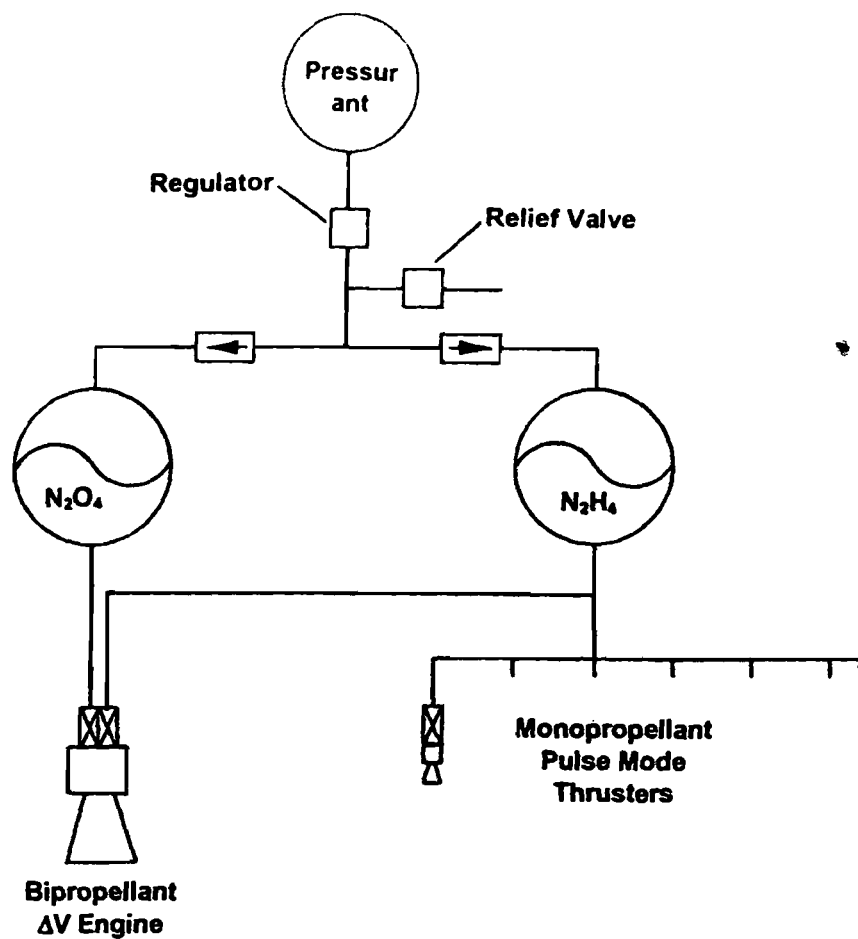 Pressur
ant
Regulator
Relief Valve
N₂O₄
N₂H₄
Monopropellant
Pulse Mode
Thrusters
Bipropellant
ΔV Engine